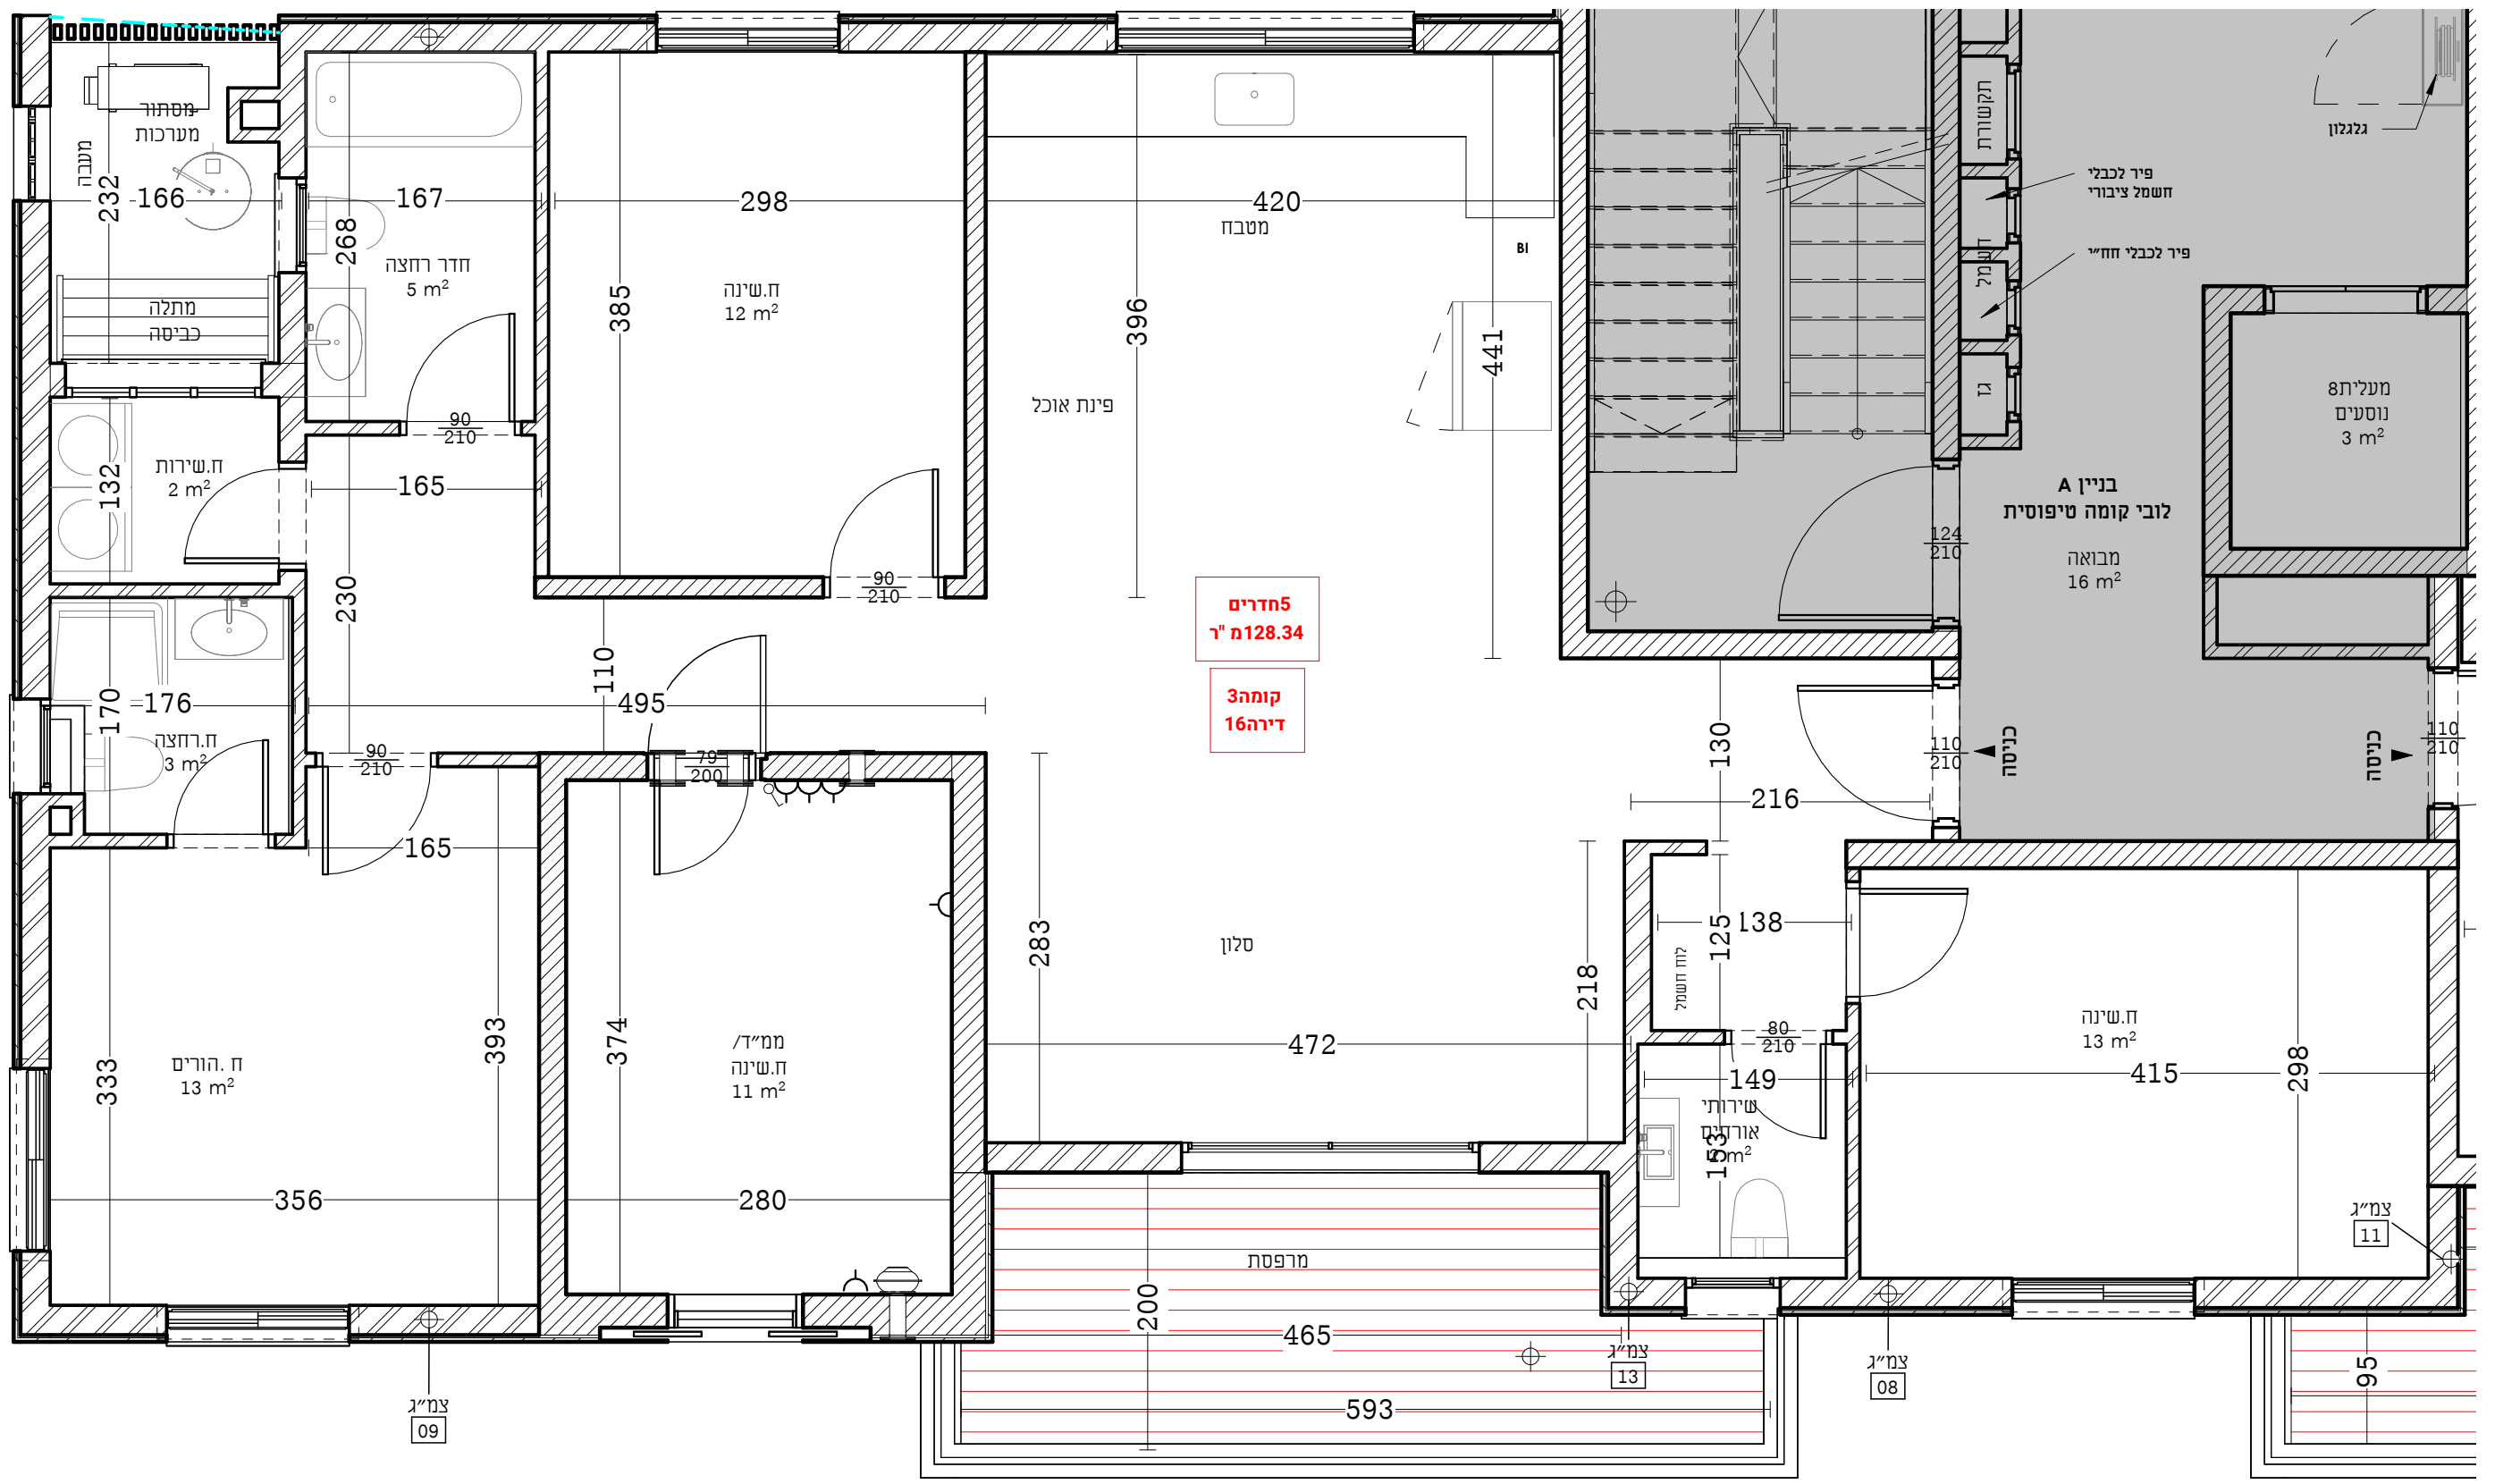 מסתור
מערכות
מעבה
232
166
167
268
חדר רחצה
5 m²
מתלה
כביסה
298
385
ח.שינה
12 m²
420
מטבח
BI
396
441
פינת אוכל
תקשורת
פיר לכבלי
חשמל ציבורי
חשמל
פיר לכבלי חח״י
גז
גלגלון
מעלית8
נוסעים
3 m²
בניין A
לובי קומה טיפוסית
מבואה
16 m²
124
210
90
210
165
132
ח.שירות
2 m²
230
90
210
110
495
5חדרים
128.34מ "ר
קומה3
דירה16
170
176
ח.רחצה
3 m²
90
210
79
200
130
216
110
210
כניסה
כניסה
110
210
165
333
393
ח .הורים
13 m²
356
374
ממ״ד/
ח.שינה
11 m²
280
283
סלון
472
218
לוח חשמל
125
138
80
210
149
שירותי
אורחים
2 m²
153
ח.שינה
13 m²
415
298
מרפסת
200
465
593
צמ״ג
09
צמ״ג
13
צמ״ג
08
צמ״ג
11
95